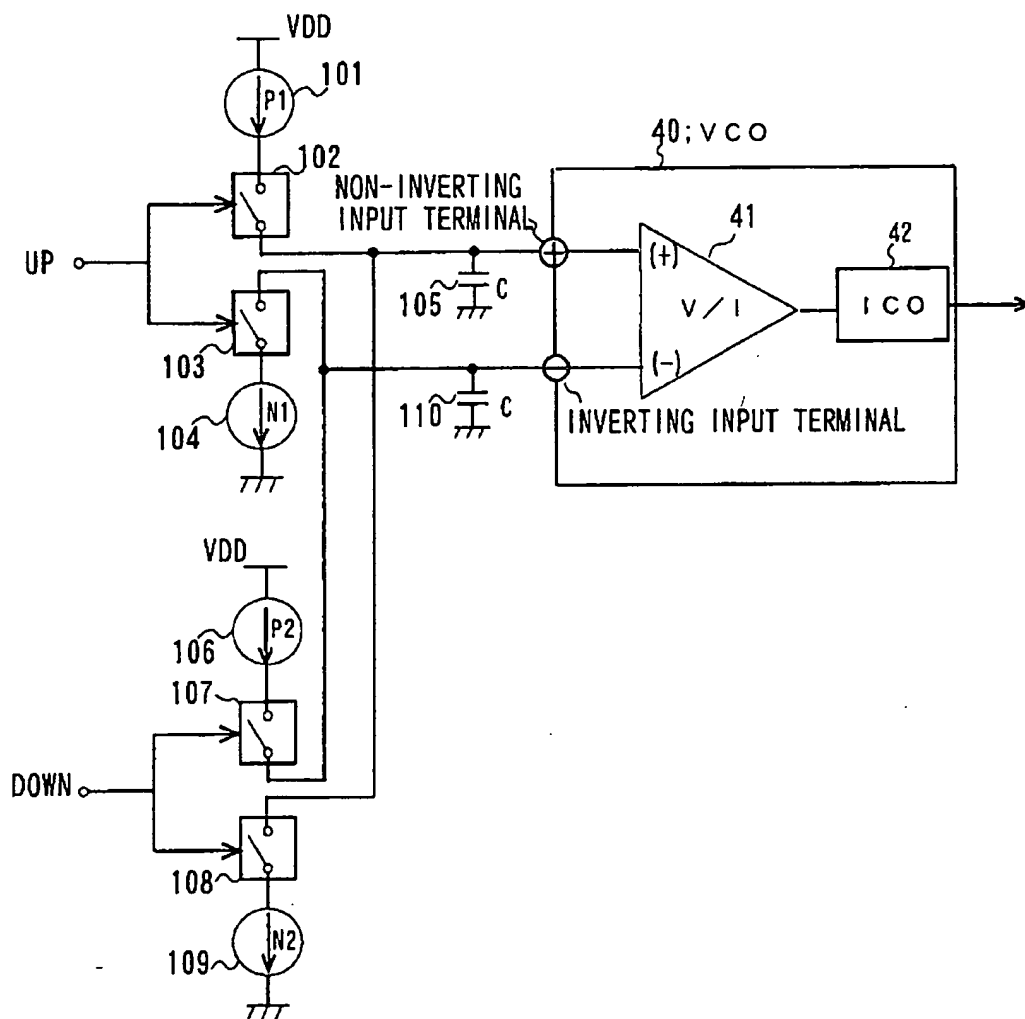 VDD
101
P1
102
40;VCO
NON-INVERTING
INPUT TERMINAL
41
42
UP
(+)
105
C
V/I
ICO
103
(-)
104
N1
110
C
INVERTING INPUT TERMINAL
VDD
106
P2
107
DOWN
108
109
N2